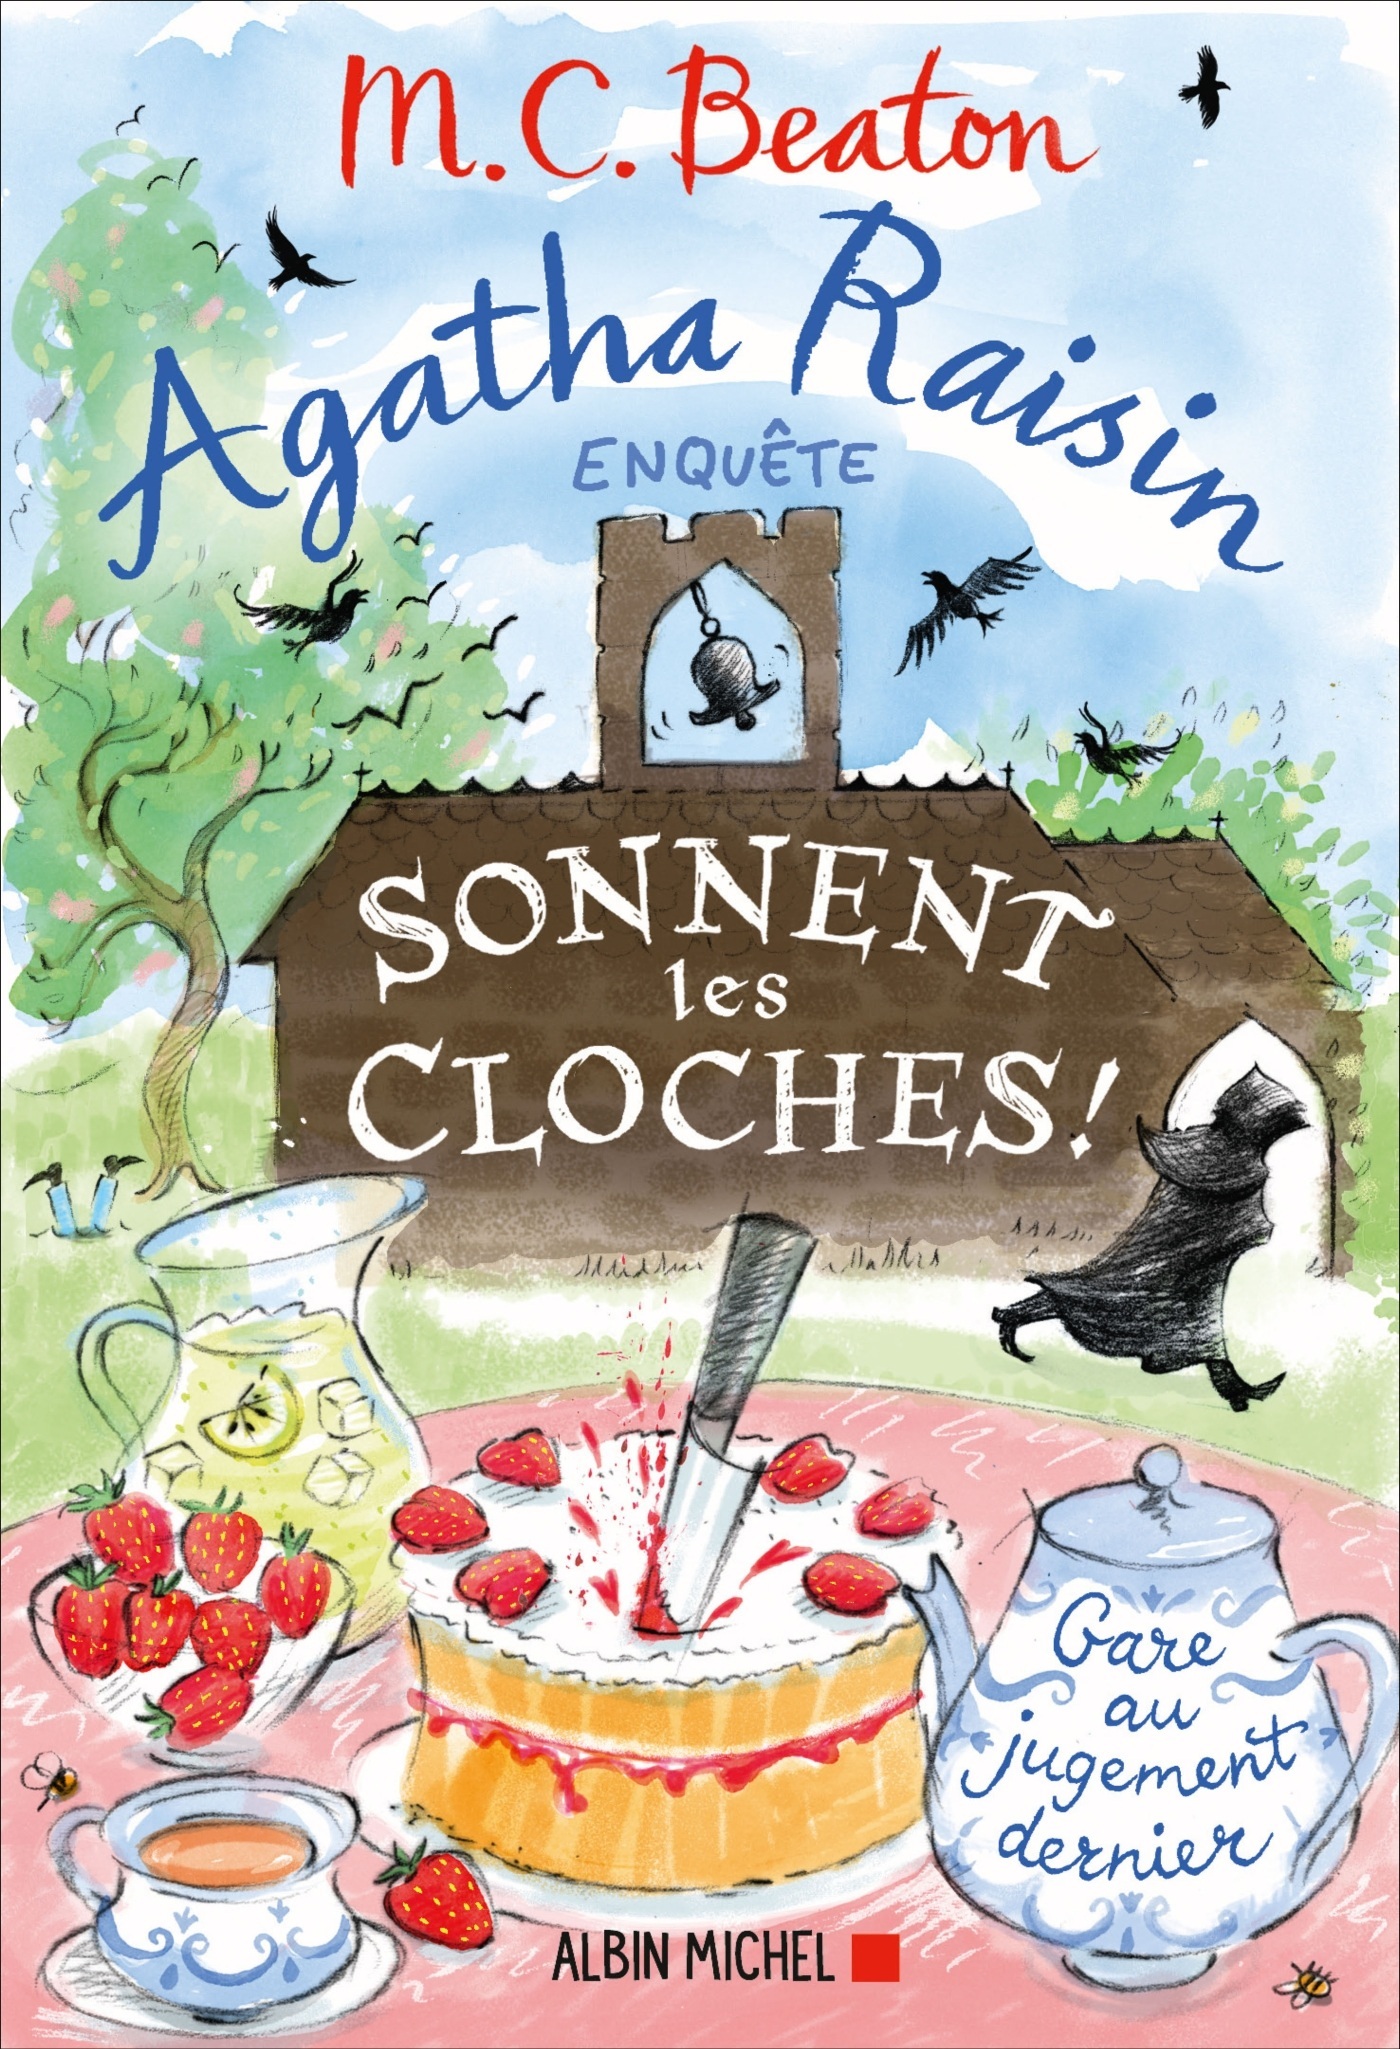 M.C. Beaton
Agatha Raisin
ENQUÊTE
SONNENT
les
CLOCHES!
Gare
au
jugement
dernier
ALBIN MICHEL